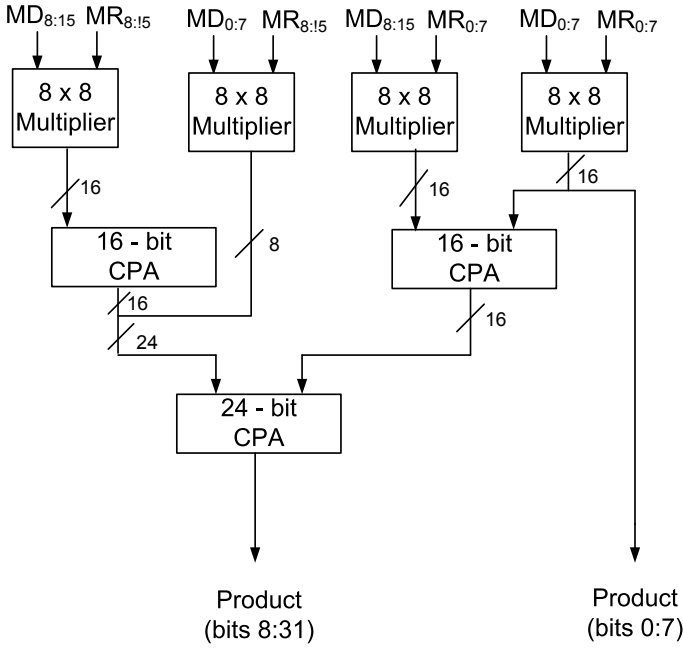 MD8:15 MR8:!5 MD0:7 MR8:!5 MD8:15 MR0:7 MD0:7 MR0:7
8 x 8 Multiplier
8 x 8 Multiplier
8 x 8 Multiplier
8 x 8 Multiplier
16
16
16
16 - bit CPA
8
16 - bit CPA
16
16
24
24 - bit CPA
Product
(bits 8:31)
Product
(bits 0:7)